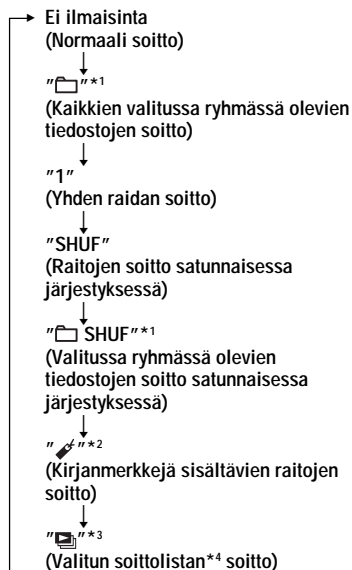 Ei ilmaisinta
(Normaali soitto)
" "*1
(Kaikkien valitussa ryhmässä olevien
tiedostojen soitto)
"1"
(Yhden raidan soitto)
"SHUF"
(Raitojen soitto satunnaisessa
järjestyksessä)
" SHUF"*1
(Valitussa ryhmässä olevien
tiedostojen soitto satunnaisessa
järjestyksessä)
" "*2
(Kirjanmerkkejä sisältävien raitojen
soitto)
" "*3
(Valitun soittolistan*4 soitto)